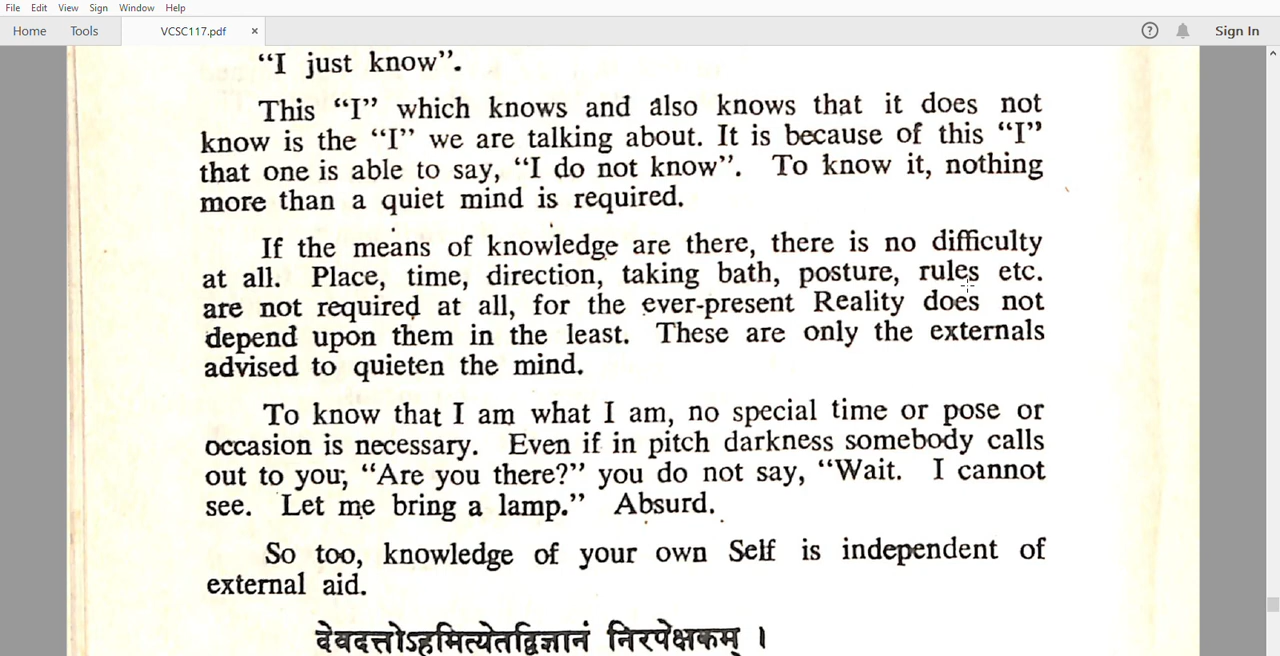 File Edit View Sign Window Help
Home Tools VCSC117.pdf × ? Sign In
“I just know”.
This “I” which knows and also knows that it does not
know is the “I” we are talking about. It is because of this “I”
that one is able to say, “I do not know”. To know it, nothing
more than a quiet mind is required.
If the means of knowledge are there, there is no difficulty
at all. Place, time, direction, taking bath, posture, rules etc.
are not required at all, for the ever-present Reality does not
depend upon them in the least. These are only the externals
advised to quieten the mind.
To know that I am what I am, no special time or pose or
occasion is necessary. Even if in pitch darkness somebody calls
out to you; “Are you there?” you do not say, “Wait. I cannot
see. Let me bring a lamp.” Absurd.
So too, knowledge of your own Self is independent of
external aid.
देवदत्तोऽहमित्येतद्विज्ञानं निरपेक्षकम् ।